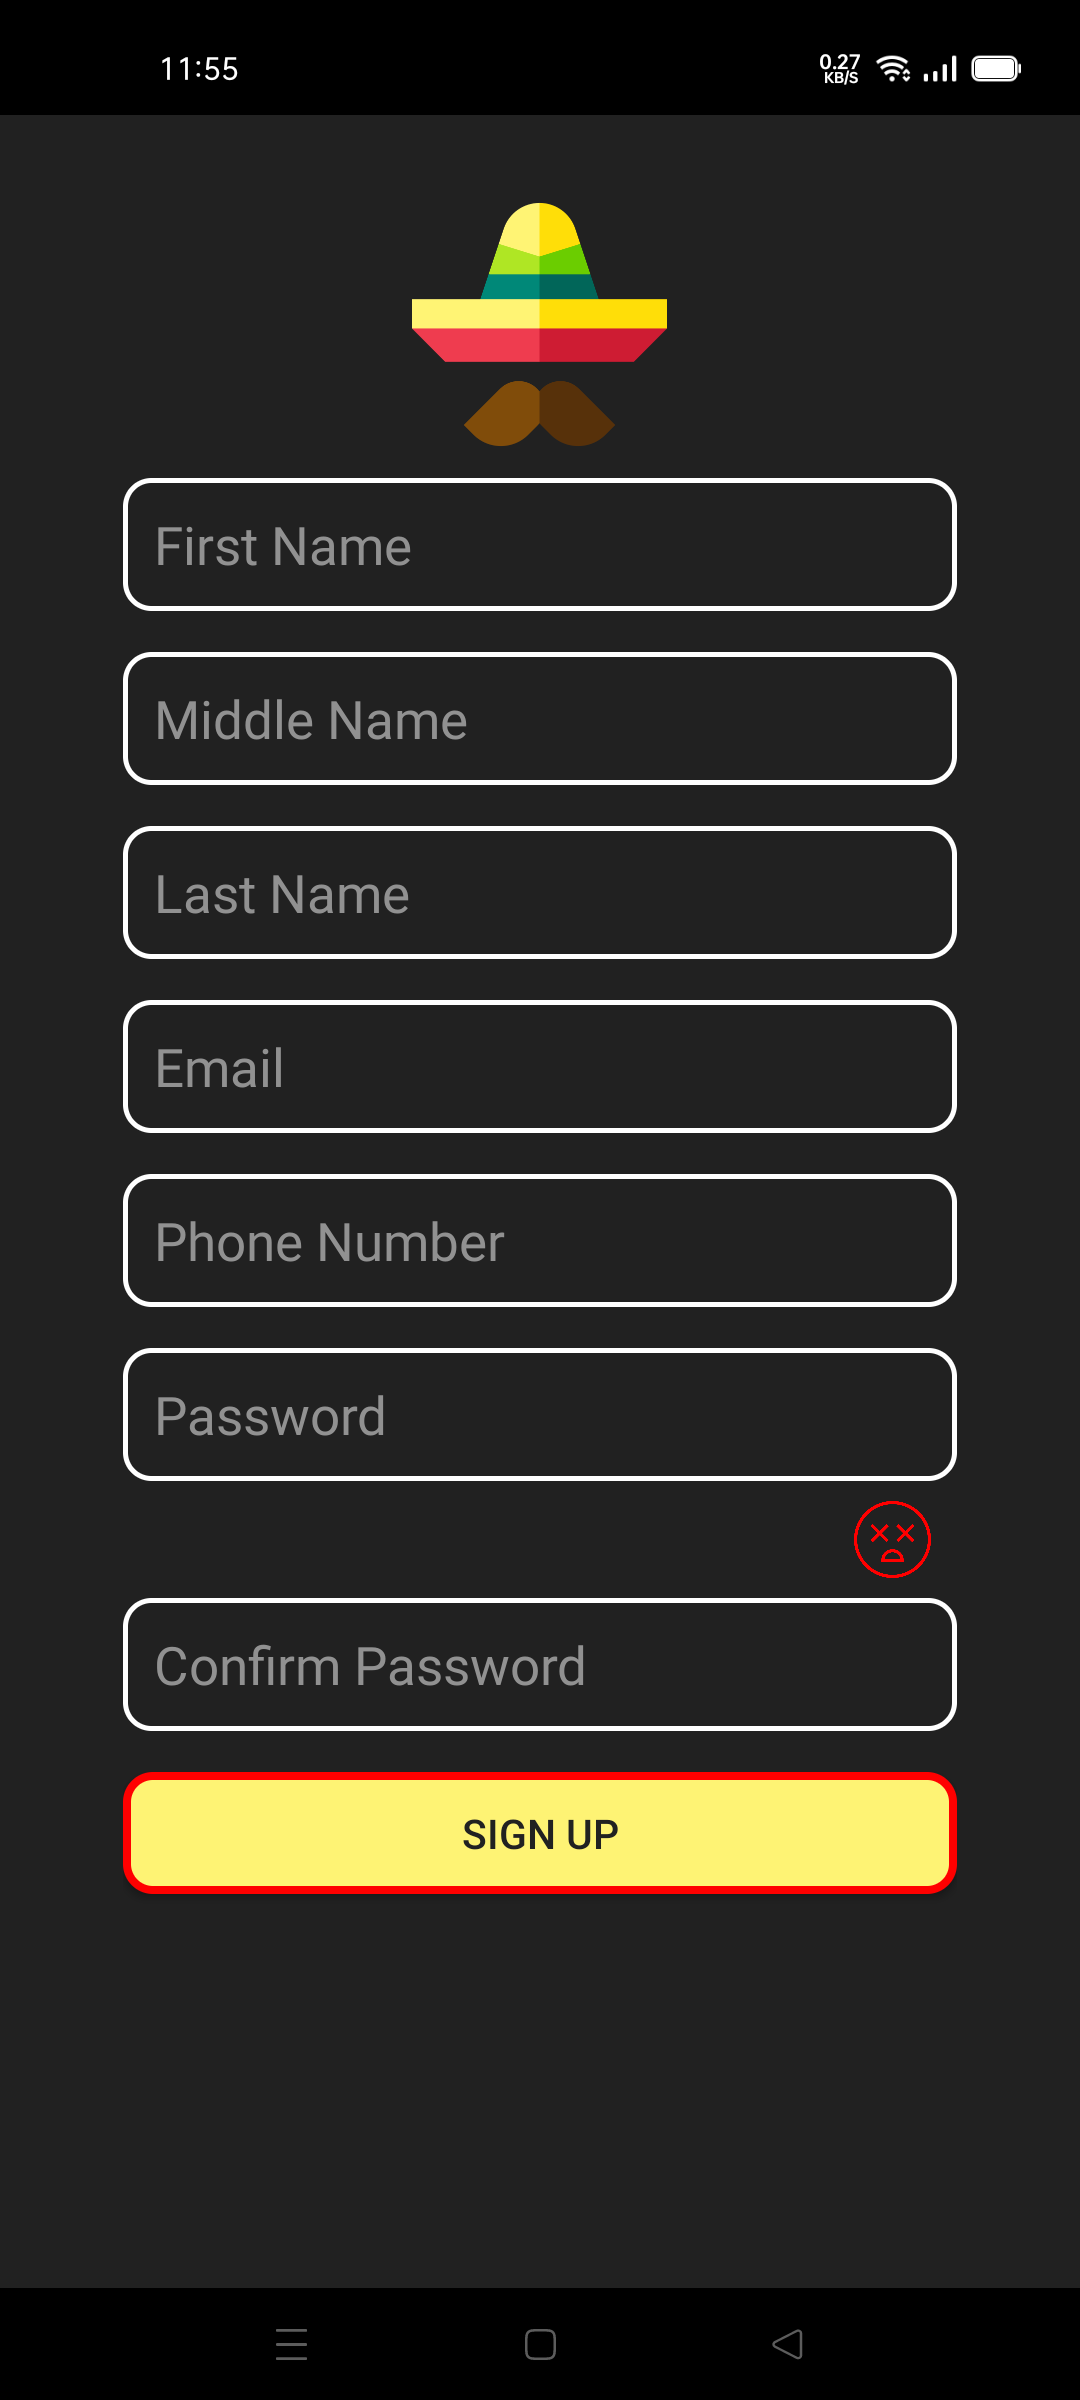 11:55
0.27
KB/S
First Name
Middle Name
Last Name
Email
Phone Number
Password
Confirm Password
SIGN UP